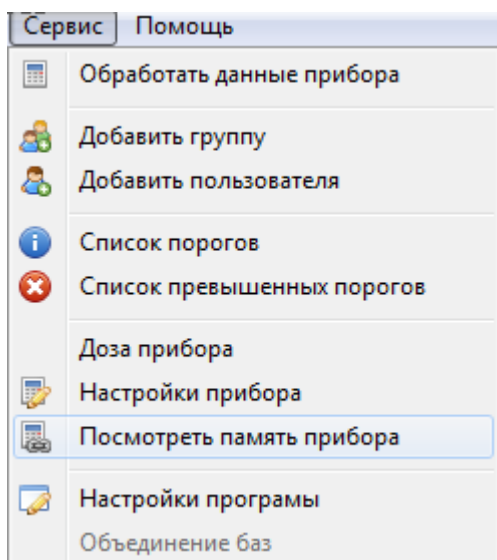 Сервис Помощь
Обработать данные прибора
Добавить группу
Добавить пользователя
Список порогов
Список превышенных порогов
Доза прибора
Настройки прибора
Посмотреть память прибора
Настройки програмы
Объединение баз